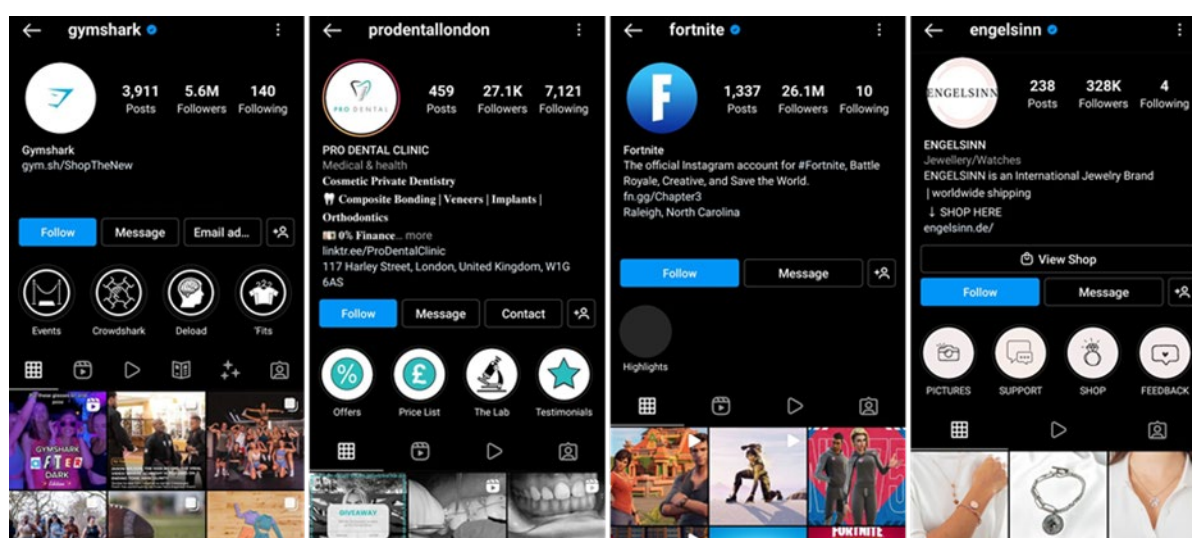 gymshark
3,911 5.6M 140
Posts Followers Following
Gymshark
gym.sh/ShopTheNew
Follow Message Email ad...
Events Crowdshark Deload 'Fits
GYMSHARK
DARK
prodentallondon
PRO DENTAL
459 27.1K 7,121
Posts Followers Following
PRO DENTAL CLINIC
Medical & health
Cosmetic Private Dentistry
🦷 Composite Bonding | Veneers | Implants |
Orthodontics
💷 0% Finance... more
linktr.ee/ProDentalClinic
117 Harley Street, London, United Kingdom, W1G
6AS
Follow Message Contact
% £
Offers Price List The Lab Testimonials
GIVEAWAY
fortnite
F
1,337 26.1M 10
Posts Followers Following
Fortnite
The official Instagram account for #Fortnite, Battle
Royale, Creative, and Save the World.
fn.gg/Chapter3
Raleigh, North Carolina
Follow Message
Highlights
FORTNITE
engelsinn
ENGELSINN
238 328K 4
Posts Followers Following
ENGELSINN
Jewellery/Watches
ENGELSINN is an International Jewelry Brand
| worldwide shipping
↓ SHOP HERE
engelsinn.de/
View Shop
Follow Message
PICTURES SUPPORT SHOP FEEDBACK